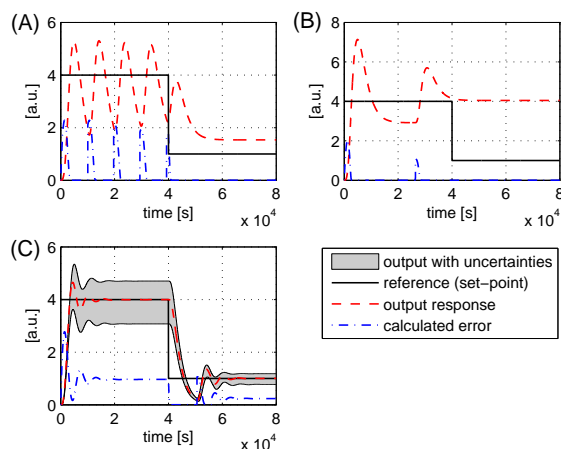 (A)
6
4
2
0
[a.u.]
0 2 4 6 8
time [s]
x 10^4
(B)
8
6
4
2
0
[a.u.]
0 2 4 6 8
time [s]
x 10^4
(C)
6
4
2
0
[a.u.]
0 2 4 6 8
time [s]
x 10^4
output with uncertainties
reference (set−point)
output response
calculated error